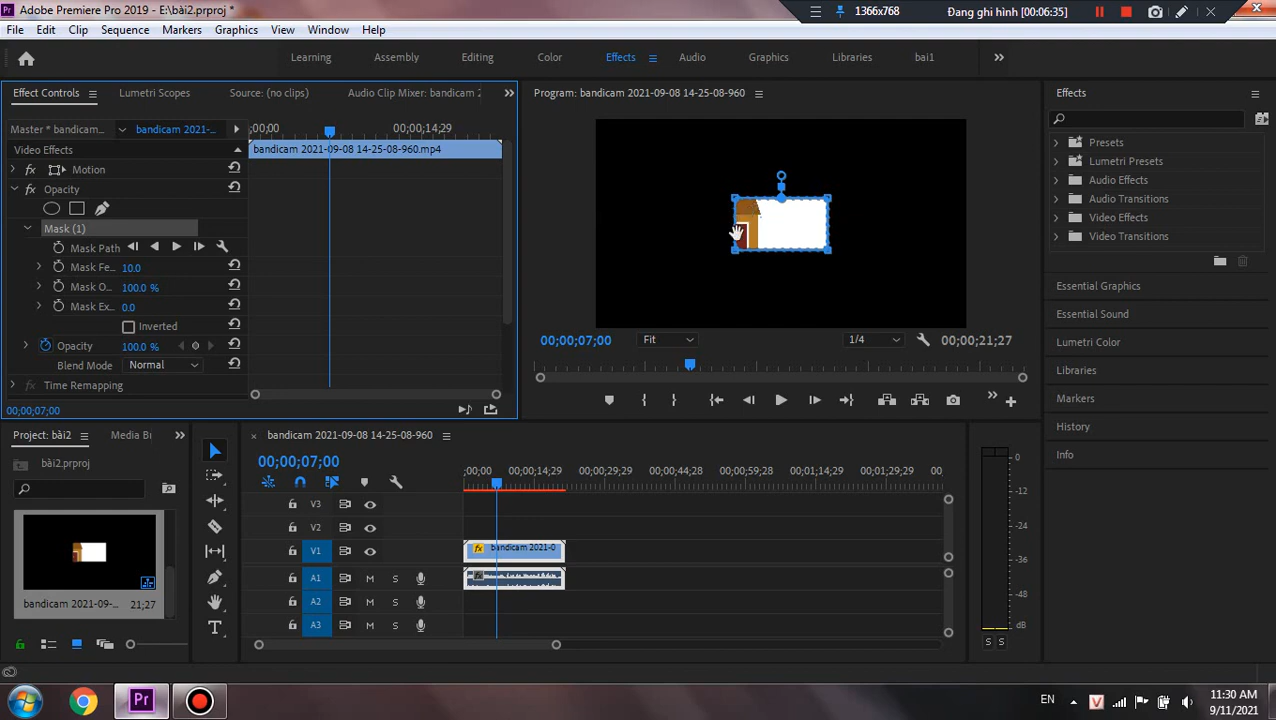 Adobe Premiere Pro 2019 - E:\bài2.prproj *
1366x768
Đang ghi hình [00:06:35]
File Edit Clip Sequence Markers Graphics View Window Help
Learning Assembly Editing Color Effects Audio Graphics Libraries bai1
Effect Controls Lumetri Scopes Source: (no clips) Audio Clip Mixer: bandicam 2
Program: bandicam 2021-09-08 14-25-08-960
Effects
Master * bandicam... bandicam 2021-... ;00;00 00;00;14;29
Video Effects
bandicam 2021-09-08 14-25-08-960.mp4
fx Motion
fx Opacity
Mask (1)
Mask Path
Mask Fe... 10.0
Mask O... 100.0 %
Mask Ex... 0.0
Inverted
Opacity 100.0 %
Blend Mode Normal
fx Time Remapping
00;00;07;00
00;00;07;00 Fit 1/4 00;00;21;27
Presets
Lumetri Presets
Audio Effects
Audio Transitions
Video Effects
Video Transitions
Essential Graphics
Essential Sound
Lumetri Color
Libraries
Markers
History
Info
Project: bài2 Media Br
bài2.prproj
bandicam 2021-09-... 21;27
× bandicam 2021-09-08 14-25-08-960
00;00;07;00
;00;00 00;00;14;29 00;00;29;29 00;00;44;28 00;00;59;28 00;01;14;29 00;01;29;29 00
V3
V2
V1
fx bandicam 2021-0
A1 M S
A2 M S
A3 M S
0
-12
-24
-36
-48
dB
S S
T
Pr
EN
V
11:30 AM
9/11/2021